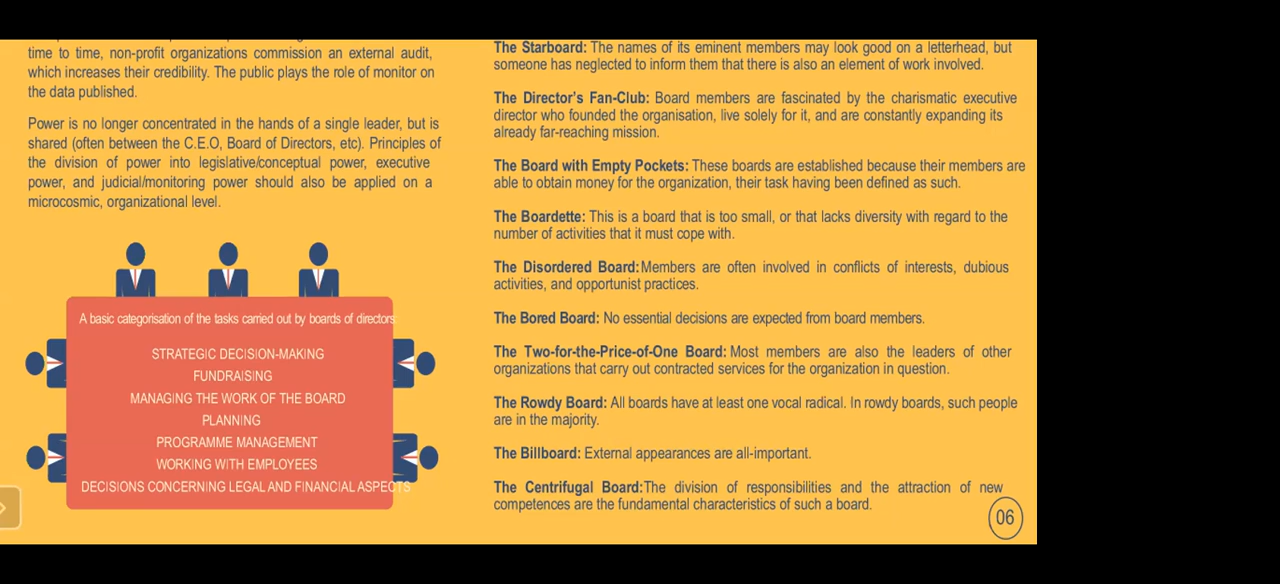 time to time, non-profit organizations commission an external audit,
which increases their credibility. The public plays the role of monitor on
the data published.
Power is no longer concentrated in the hands of a single leader, but is
shared (often between the C.E.O, Board of Directors, etc). Principles of
the division of power into legislative/conceptual power, executive
power, and judicial/monitoring power should also be applied on a
microcosmic, organizational level.
A basic categorisation of the tasks carried out by boards of directors:
STRATEGIC DECISION-MAKING
FUNDRAISING
MANAGING THE WORK OF THE BOARD
PLANNING
PROGRAMME MANAGEMENT
WORKING WITH EMPLOYEES
DECISIONS CONCERNING LEGAL AND FINANCIAL ASPECTS
The Starboard: The names of its eminent members may look good on a letterhead, but
someone has neglected to inform them that there is also an element of work involved.
The Director's Fan-Club: Board members are fascinated by the charismatic executive
director who founded the organisation, live solely for it, and are constantly expanding its
already far-reaching mission.
The Board with Empty Pockets: These boards are established because their members are
able to obtain money for the organization, their task having been defined as such.
The Boardette: This is a board that is too small, or that lacks diversity with regard to the
number of activities that it must cope with.
The Disordered Board: Members are often involved in conflicts of interests, dubious
activities, and opportunist practices.
The Bored Board: No essential decisions are expected from board members.
The Two-for-the-Price-of-One Board: Most members are also the leaders of other
organizations that carry out contracted services for the organization in question.
The Rowdy Board: All boards have at least one vocal radical. In rowdy boards, such people
are in the majority.
The Billboard: External appearances are all-important.
The Centrifugal Board:The division of responsibilities and the attraction of new
competences are the fundamental characteristics of such a board.
06